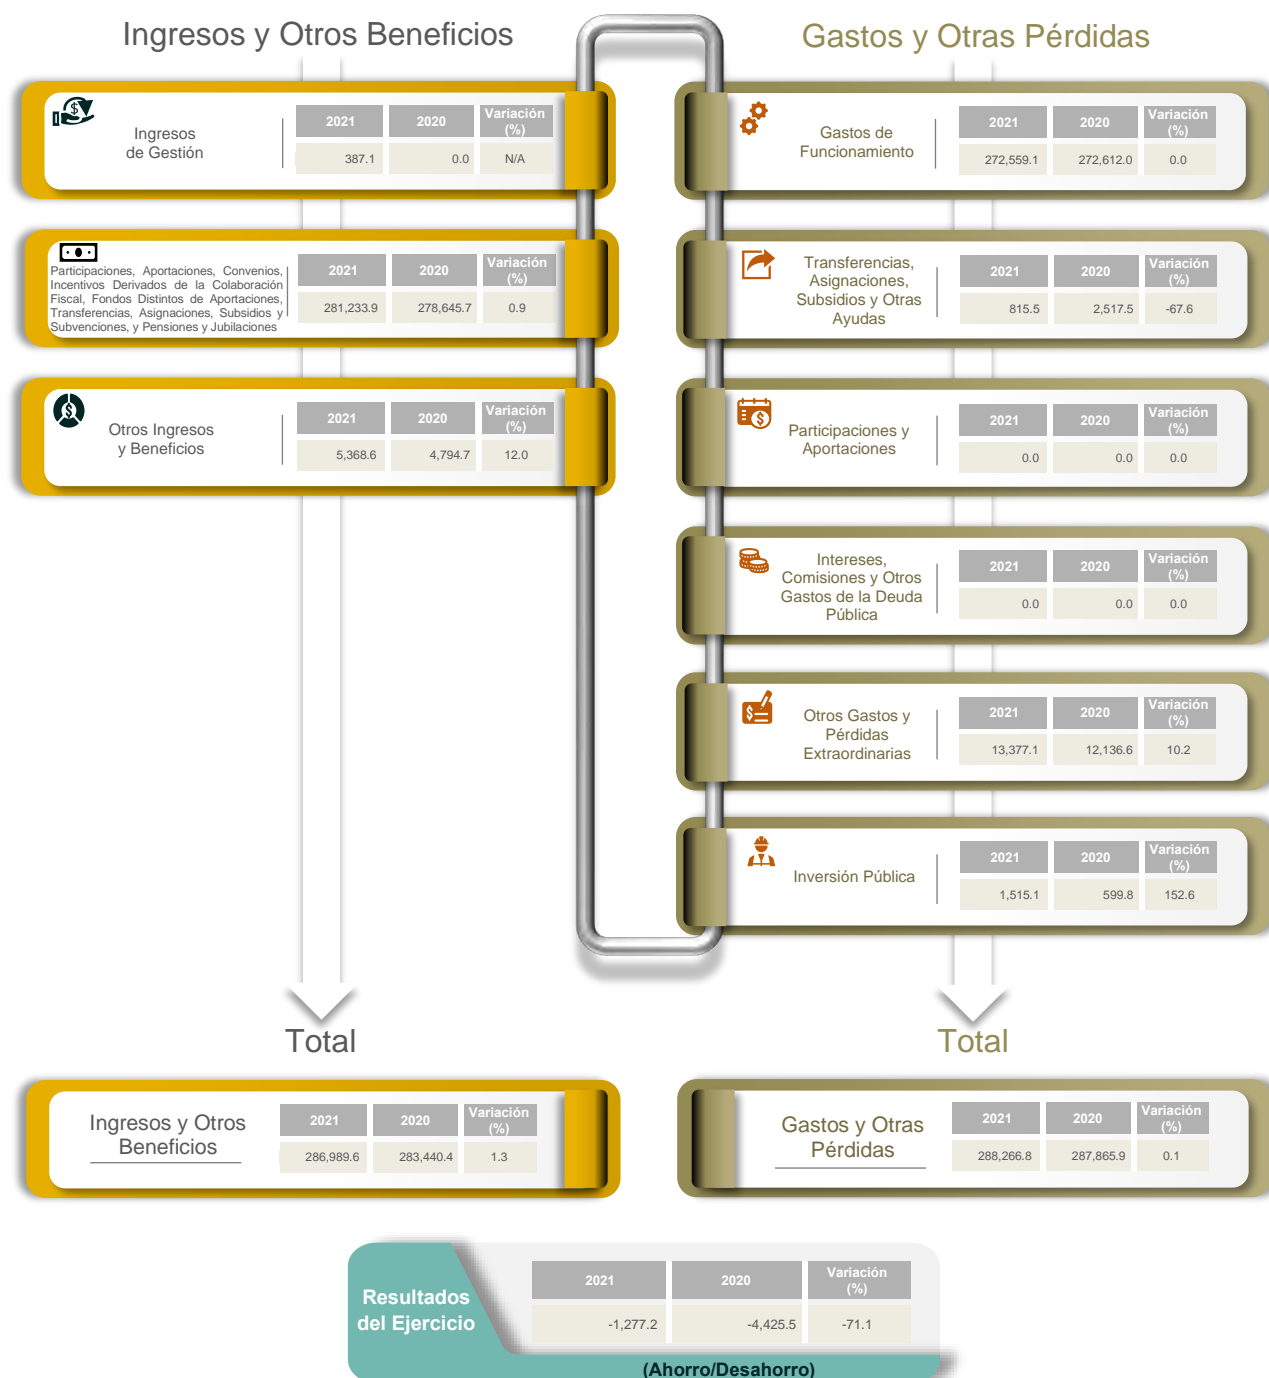 Ingresos y Otros Beneficios
Ingresos
de Gestión
2021 2020 Variación (%)
387.1 0.0 N/A
Participaciones, Aportaciones, Convenios,
Incentivos Derivados de la Colaboración
Fiscal, Fondos Distintos de Aportaciones,
Transferencias, Asignaciones, Subsidios y
Subvenciones, y Pensiones y Jubilaciones
2021 2020 Variación (%)
281,233.9 278,645.7 0.9
Otros Ingresos
y Beneficios
2021 2020 Variación (%)
5,368.6 4,794.7 12.0
Total
Ingresos y Otros
Beneficios
2021 2020 Variación (%)
286,989.6 283,440.4 1.3
Gastos y Otras Pérdidas
Gastos de
Funcionamiento
2021 2020 Variación (%)
272,559.1 272,612.0 0.0
Transferencias,
Asignaciones,
Subsidios y Otras
Ayudas
2021 2020 Variación (%)
815.5 2,517.5 -67.6
Participaciones y
Aportaciones
2021 2020 Variación (%)
0.0 0.0 0.0
Intereses,
Comisiones y Otros
Gastos de la Deuda
Pública
2021 2020 Variación (%)
0.0 0.0 0.0
Otros Gastos y
Pérdidas
Extraordinarias
2021 2020 Variación (%)
13,377.1 12,136.6 10.2
Inversión Pública
2021 2020 Variación (%)
1,515.1 599.8 152.6
Total
Gastos y Otras
Pérdidas
2021 2020 Variación (%)
288,266.8 287,865.9 0.1
Resultados
del Ejercicio
2021 2020 Variación (%)
-1,277.2 -4,425.5 -71.1
(Ahorro/Desahorro)